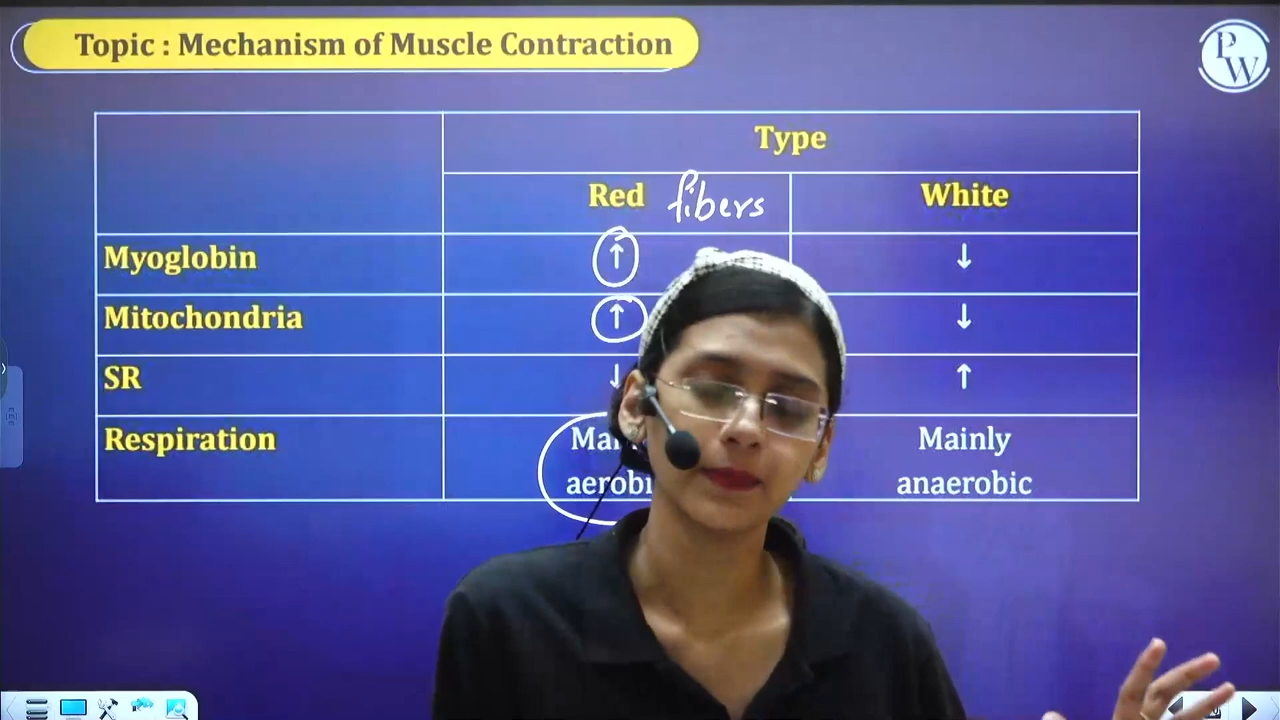 Topic : Mechanism of Muscle Contraction
PW
Type
Red fibers White
Myoglobin ↑ ↓
Mitochondria ↑ ↓
SR ↓ ↑
Respiration Mainly
anaerobic